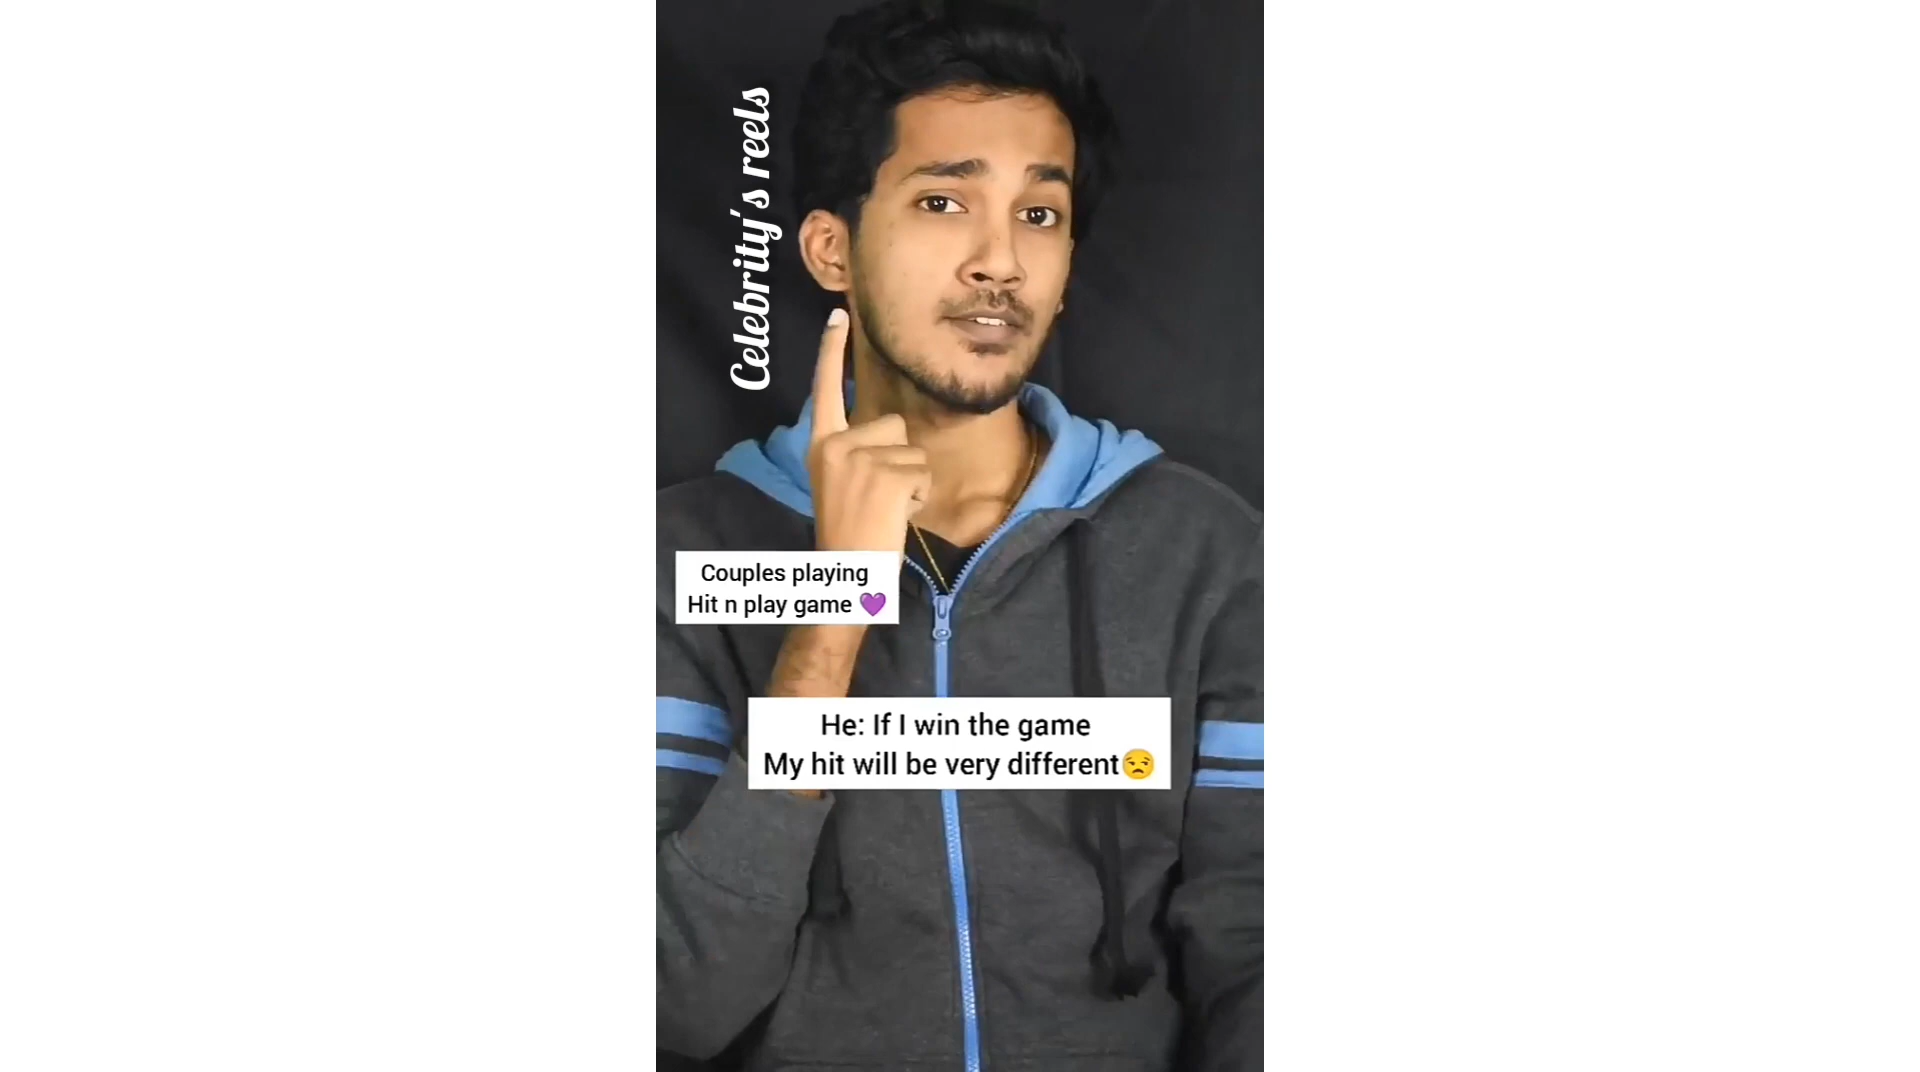 Celebrity's reels
Couples playing
Hit n play game 💜
He: If I win the game
My hit will be very different😒